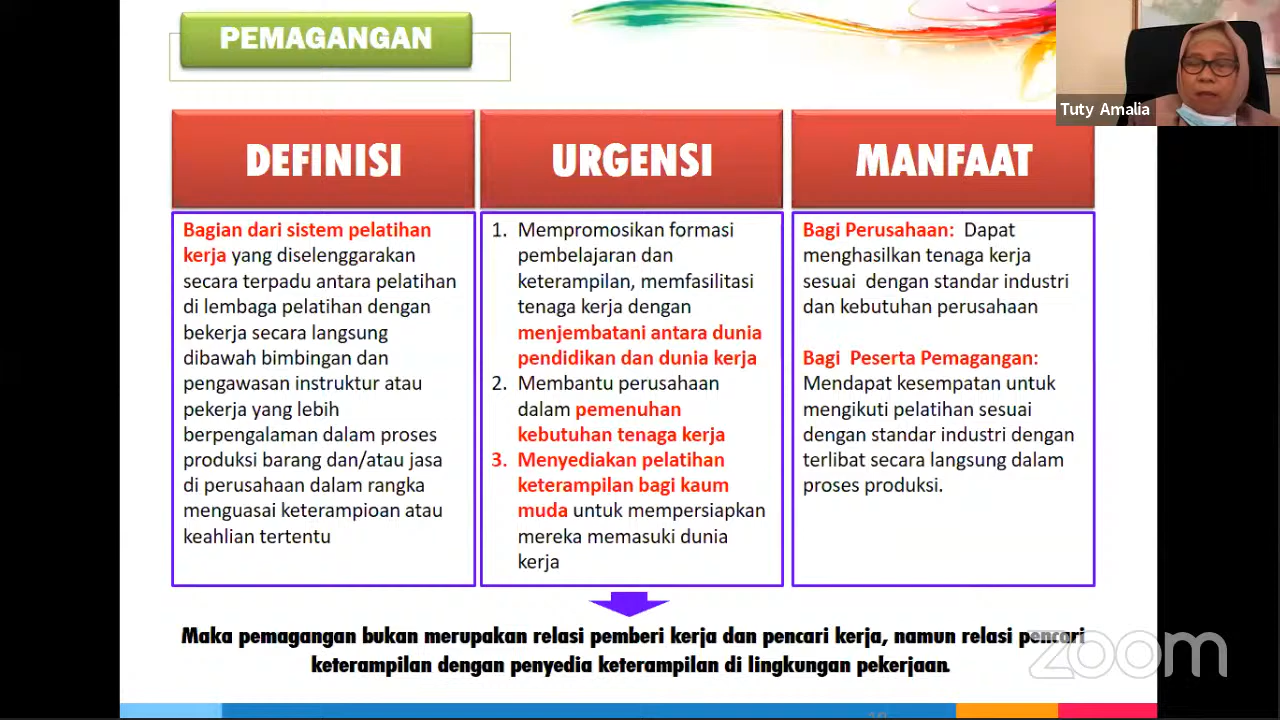 PEMAGANGAN
Tuty Amalia
DEFINISI
Bagian dari sistem pelatihan
kerja yang diselenggarakan
secara terpadu antara pelatihan
di lembaga pelatihan dengan
bekerja secara langsung
dibawah bimbingan dan
pengawasan instruktur atau
pekerja yang lebih
berpengalaman dalam proses
produksi barang dan/atau jasa
di perusahaan dalam rangka
menguasai keterampioan atau
keahlian tertentu
URGENSI
1. Mempromosikan formasi
pembelajaran dan
keterampilan, memfasilitasi
tenaga kerja dengan
menjembatani antara dunia
pendidikan dan dunia kerja
2. Membantu perusahaan
dalam pemenuhan
kebutuhan tenaga kerja
3. Menyediakan pelatihan
keterampilan bagi kaum
muda untuk mempersiapkan
mereka memasuki dunia
kerja
MANFAAT
Bagi Perusahaan: Dapat
menghasilkan tenaga kerja
sesuai dengan standar industri
dan kebutuhan perusahaan
Bagi Peserta Pemagangan:
Mendapat kesempatan untuk
mengikuti pelatihan sesuai
dengan standar industri dengan
terlibat secara langsung dalam
proses produksi.
Maka pemagangan bukan merupakan relasi pemberi kerja dan pencari kerja, namun relasi pencari
keterampilan dengan penyedia keterampilan di lingkungan pekerjaan.
zoom